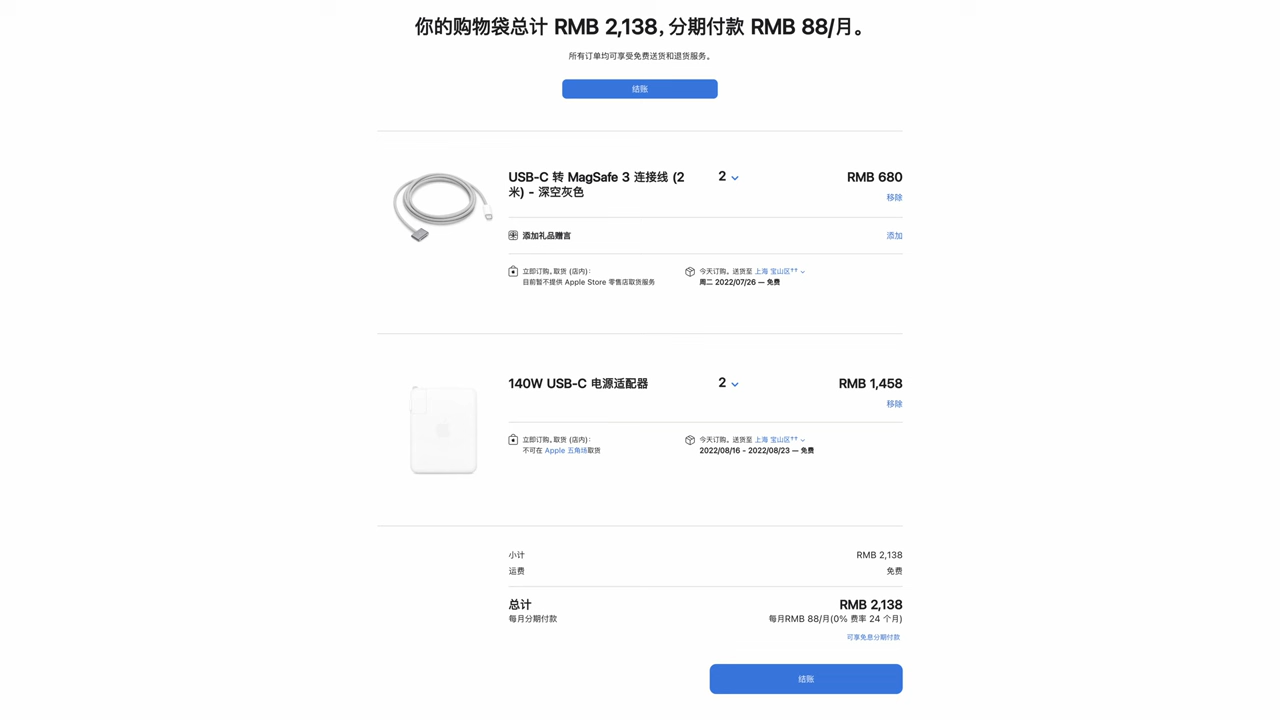 你的购物袋总计 RMB 2,138，分期付款 RMB 88/月。
所有订单均可享受免费送货和退货服务。
结账
USB-C 转 MagSafe 3 连接线 (2
米) - 深空灰色
2
RMB 680
移除
添加礼品赠言
添加
立即订购。取货 (店内)：
目前暂不提供 Apple Store 零售店取货服务
今天订购。送货至 上海 宝山区††
周二 2022/07/26 — 免费
140W USB-C 电源适配器
2
RMB 1,458
移除
立即订购。取货 (店内)：
不可在 Apple 五角场取货
今天订购。送货至 上海 宝山区††
2022/08/16 - 2022/08/23 — 免费
小计
RMB 2,138
运费
免费
总计
RMB 2,138
每月分期付款
每月RMB 88/月(0% 费率 24 个月)
可享免息分期付款
结账